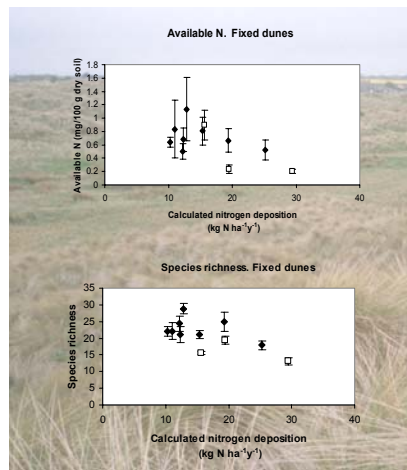 Available N. Fixed dunes
Available N (mg/100 g dry soil)
1.8
1.6
1.4
1.2
1
0.8
0.6
0.4
0.2
0
0 10 20 30 40
Calculated nitrogen deposition
(kg N ha⁻¹y⁻¹)
Species richness. Fixed dunes
Species richness
35
30
25
20
15
10
5
0
0 10 20 30 40
Calculated nitrogen deposition
(kg N ha⁻¹y⁻¹)